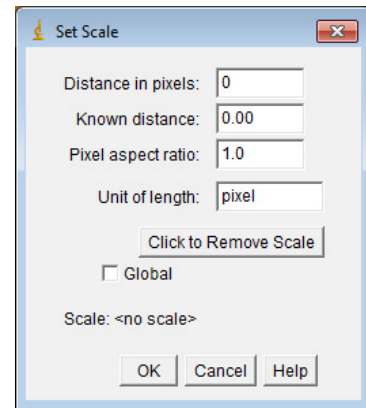 Set Scale
Distance in pixels: 0
Known distance: 0.00
Pixel aspect ratio: 1.0
Unit of length: pixel
Click to Remove Scale
Global
Scale: <no scale>
OK Cancel Help